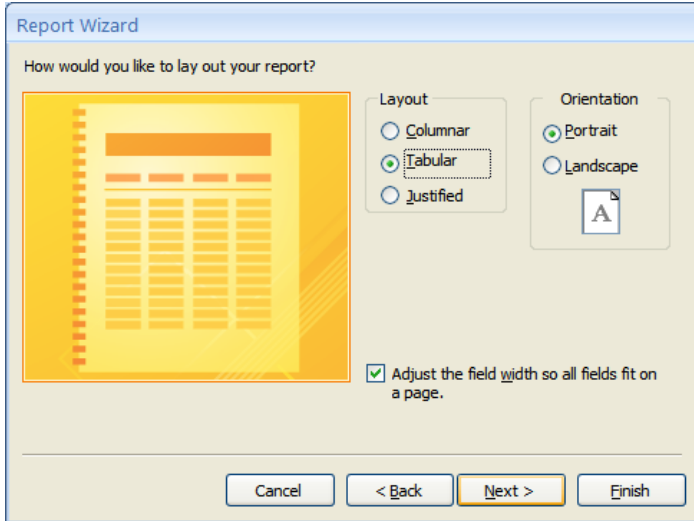 Report Wizard
How would you like to lay out your report?
Layout
Columnar
Tabular
Justified
Orientation
Portrait
Landscape
A
Adjust the field width so all fields fit on
a page.
Cancel
< Back
Next >
Finish